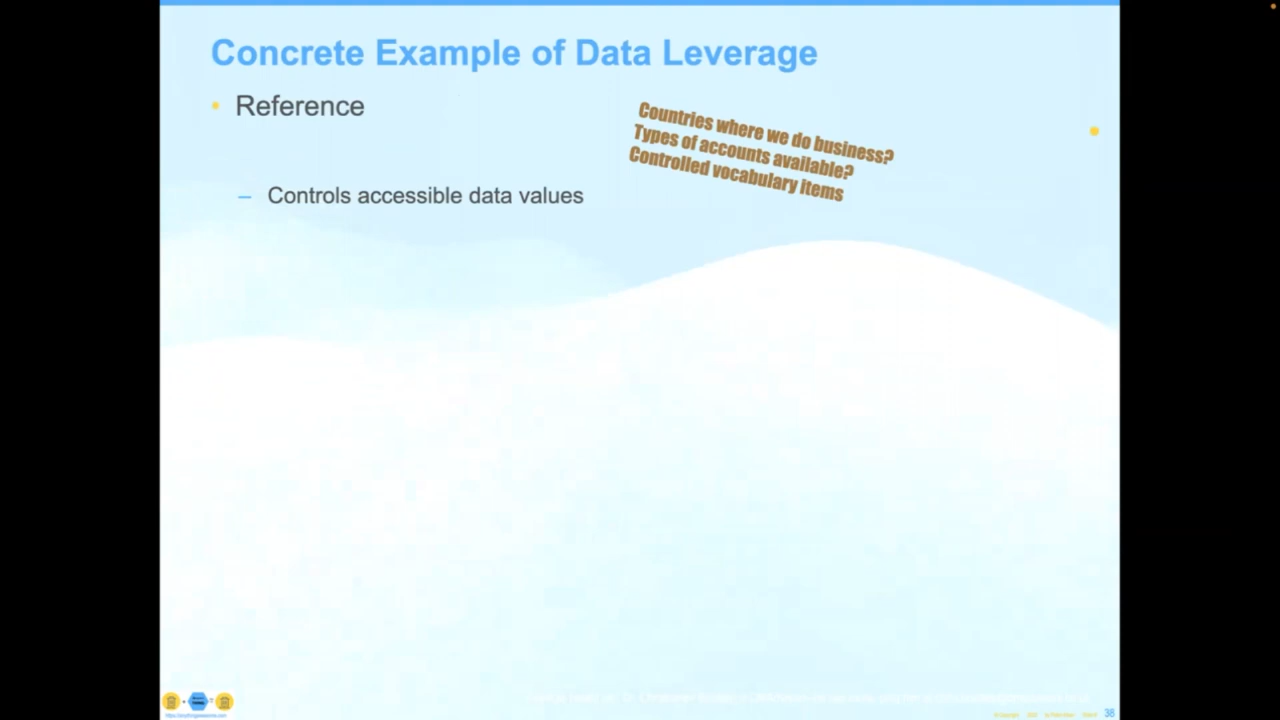 Concrete Example of Data Leverage
• Reference
Countries where we do business?
Types of accounts available?
Controlled vocabulary items
– Controls accessible data values
38